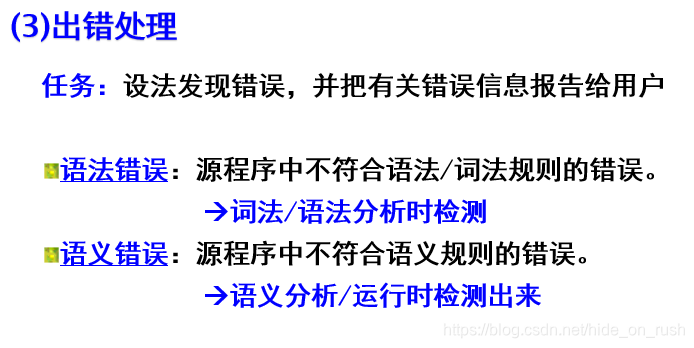 (3)出错处理
任务：设法发现错误，并把有关错误信息报告给用户
语法错误：源程序中不符合语法/词法规则的错误。
→词法/语法分析时检测
语义错误：源程序中不符合语义规则的错误。
→语义分析/运行时检测出来
https://blog.csdn.net/hide_on_rush